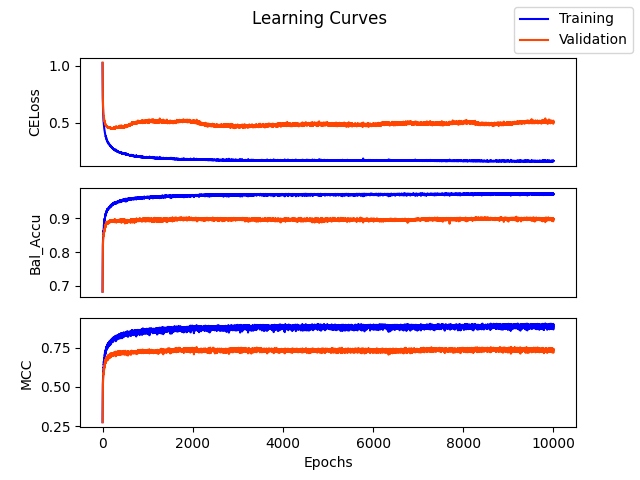 Learning Curves
Training
Validation
CELoss
1.0
0.5
Bal_Accu
0.9
0.8
0.7
MCC
0.75
0.50
0.25
0 2000 4000 6000 8000 10000
Epochs